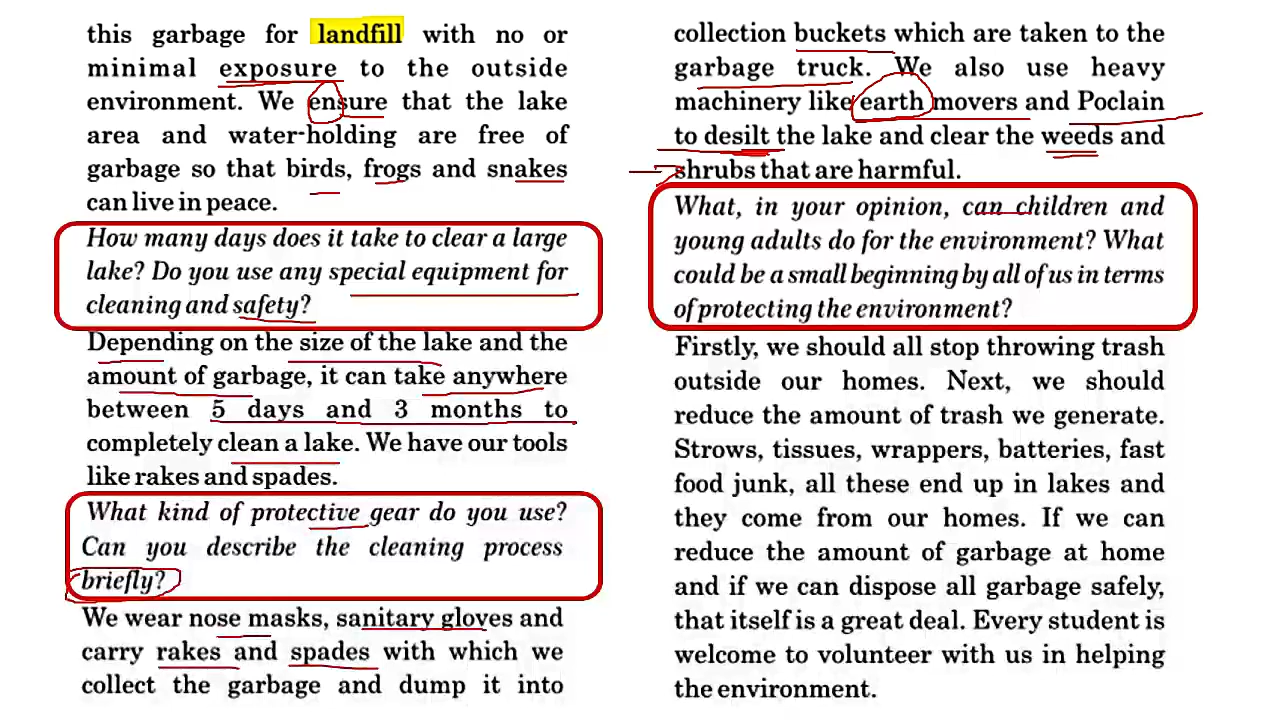 this garbage for landfill with no or
minimal exposure to the outside
environment. We ensure that the lake
area and water-holding are free of
garbage so that birds, frogs and snakes
can live in peace.
How many days does it take to clear a large
lake? Do you use any special equipment for
cleaning and safety?
Depending on the size of the lake and the
amount of garbage, it can take anywhere
between 5 days and 3 months to
completely clean a lake. We have our tools
like rakes and spades.
What kind of protective gear do you use?
Can you describe the cleaning process
briefly?
We wear nose masks, sanitary gloves and
carry rakes and spades with which we
collect the garbage and dump it into
collection buckets which are taken to the
garbage truck. We also use heavy
machinery like earth movers and Poclain
to desilt the lake and clear the weeds and
shrubs that are harmful.
What, in your opinion, can children and
young adults do for the environment? What
could be a small beginning by all of us in terms
of protecting the environment?
Firstly, we should all stop throwing trash
outside our homes. Next, we should
reduce the amount of trash we generate.
Strows, tissues, wrappers, batteries, fast
food junk, all these end up in lakes and
they come from our homes. If we can
reduce the amount of garbage at home
and if we can dispose all garbage safely,
that itself is a great deal. Every student is
welcome to volunteer with us in helping
the environment.